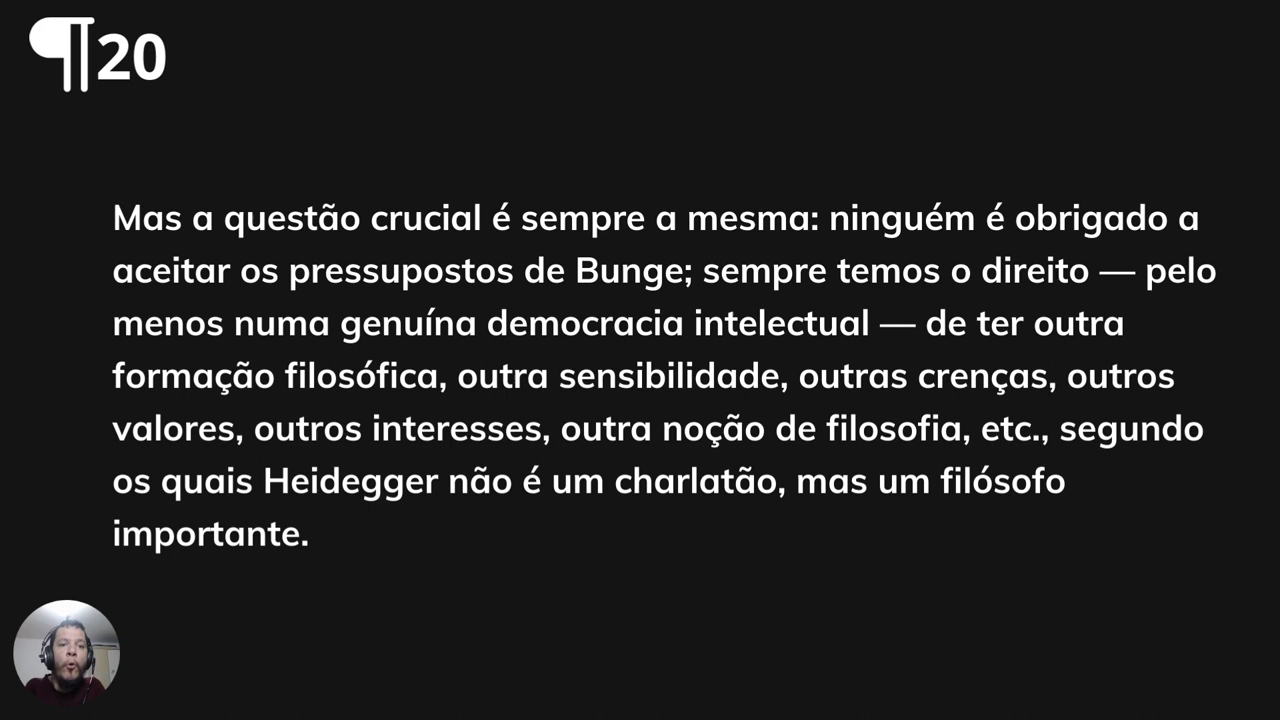 ¶20
Mas a questão crucial é sempre a mesma: ninguém é obrigado a
aceitar os pressupostos de Bunge; sempre temos o direito — pelo
menos numa genuína democracia intelectual — de ter outra
formação filosófica, outra sensibilidade, outras crenças, outros
valores, outros interesses, outra noção de filosofia, etc., segundo
os quais Heidegger não é um charlatão, mas um filósofo
importante.